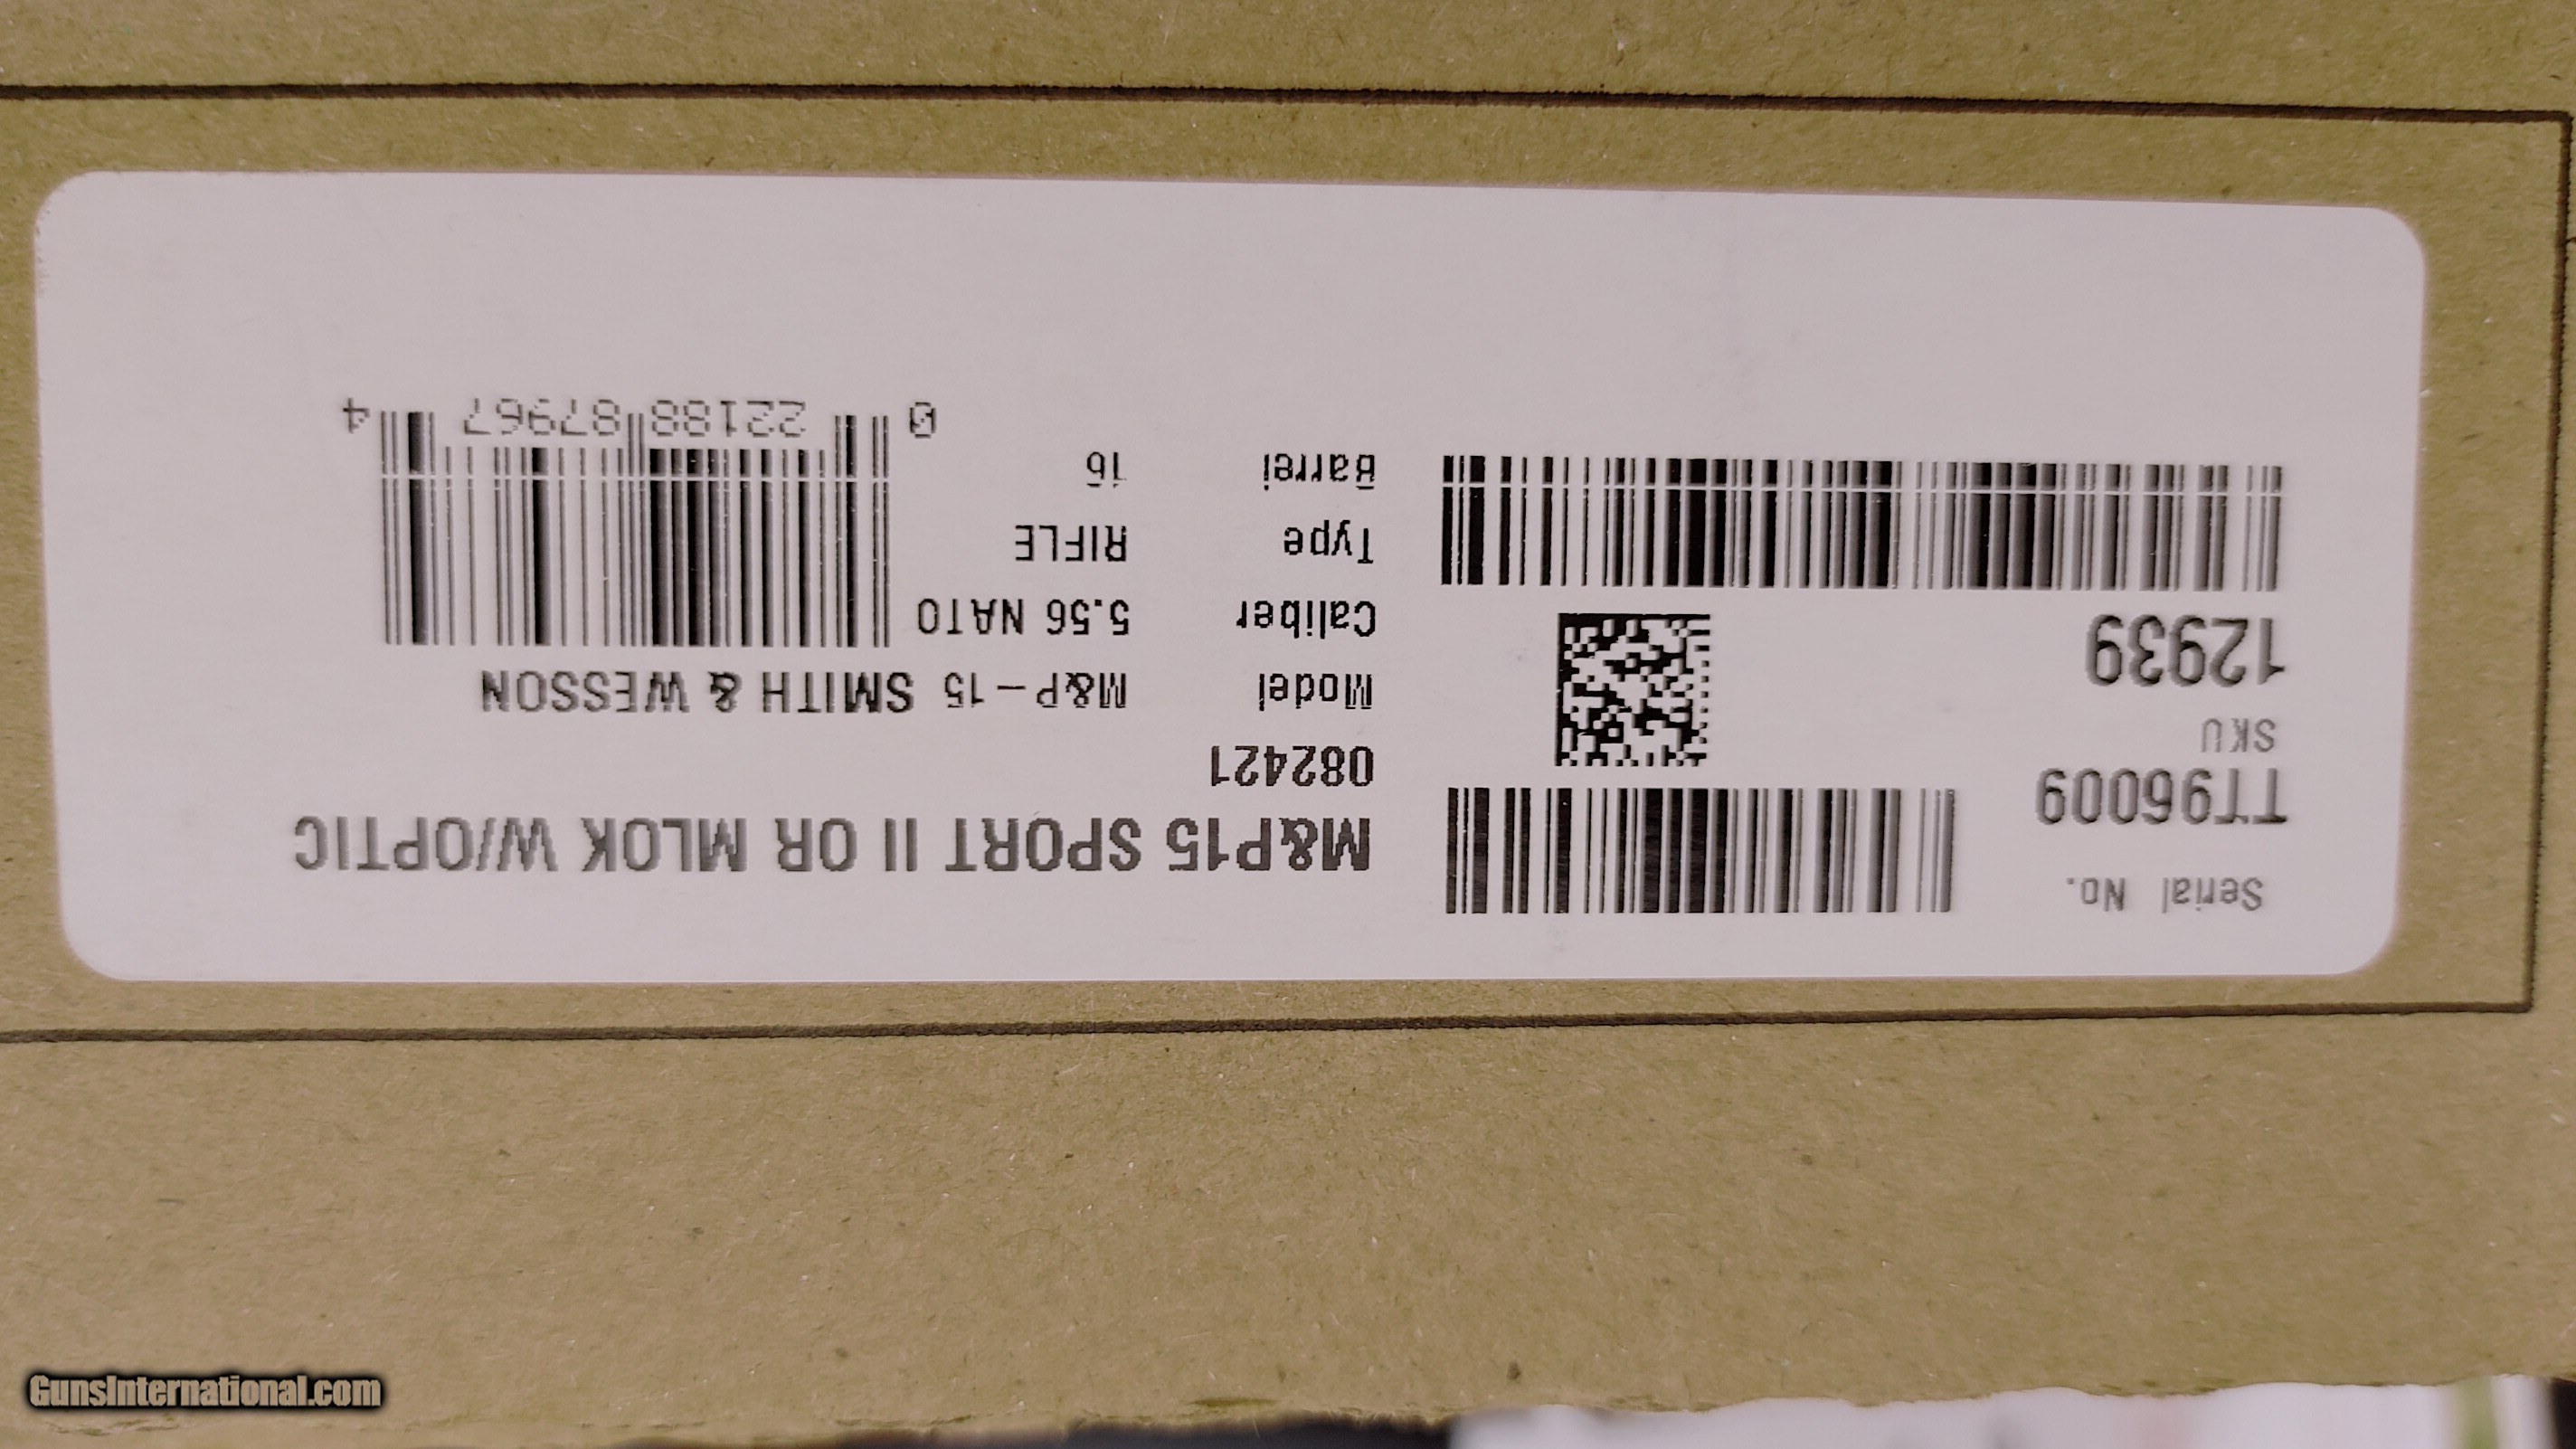 Serial No.
TT96009
SKU
12939
M&P15 SPORT II OR MLOK W/OPTIC
082421
Model M&P-15 SMITH & WESSON
Caliber 5.56 NATO
Type RIFLE
Barrel 16
0 22188 87967 4
GunsInternational.com